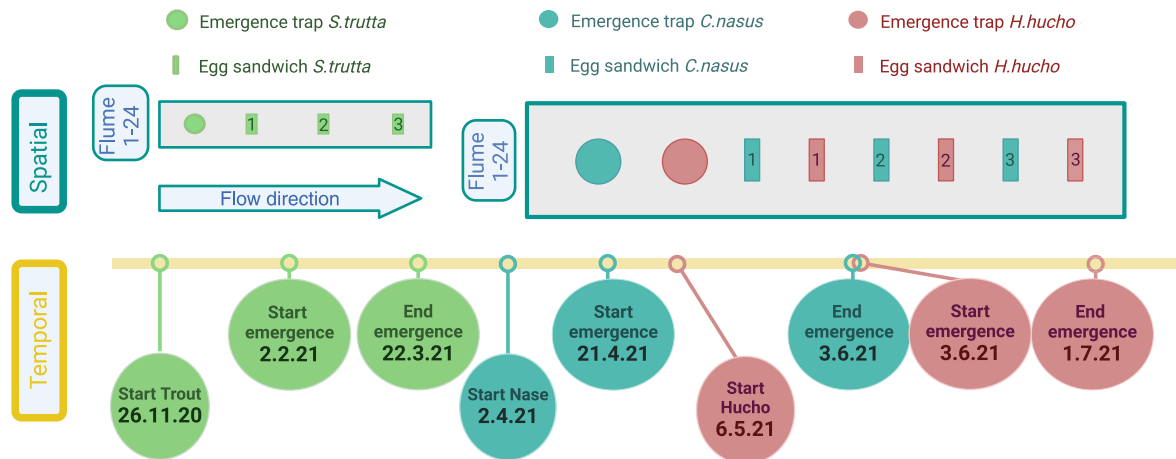 Emergence trap S.trutta
Emergence trap C.nasus
Emergence trap H.hucho
Egg sandwich S.trutta
Egg sandwich C.nasus
Egg sandwich H.hucho
Spatial
Flume
1-24
1 2 3
Flow direction
Flume
1-24
1 1 2 2 3 3
Temporal
Start Trout
26.11.20
Start
emergence
2.2.21
End
emergence
22.3.21
Start Nase
2.4.21
Start
emergence
21.4.21
Start
Hucho
6.5.21
End
emergence
3.6.21
Start
emergence
3.6.21
End
emergence
1.7.21